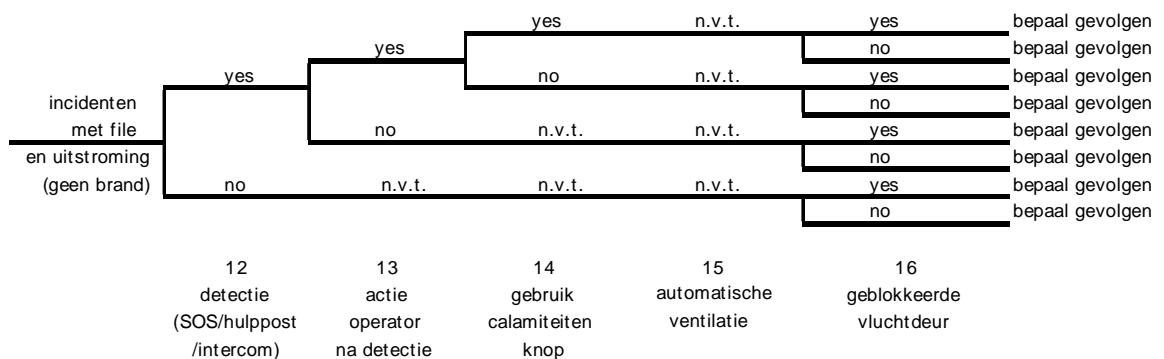 yes n.v.t. yes bepaal gevolgen
yes no bepaal gevolgen
yes no n.v.t. yes bepaal gevolgen
incidenten no bepaal gevolgen
met file no n.v.t. n.v.t. yes bepaal gevolgen
en uitstroming no bepaal gevolgen
(geen brand) no n.v.t. n.v.t. n.v.t. yes bepaal gevolgen
no bepaal gevolgen
12 13 14 15 16
detectie actie gebruik automatische geblokkeerde
(SOS/hulppost operator calamiteiten ventilatie vluchtdeur
/intercom) na detectie knop